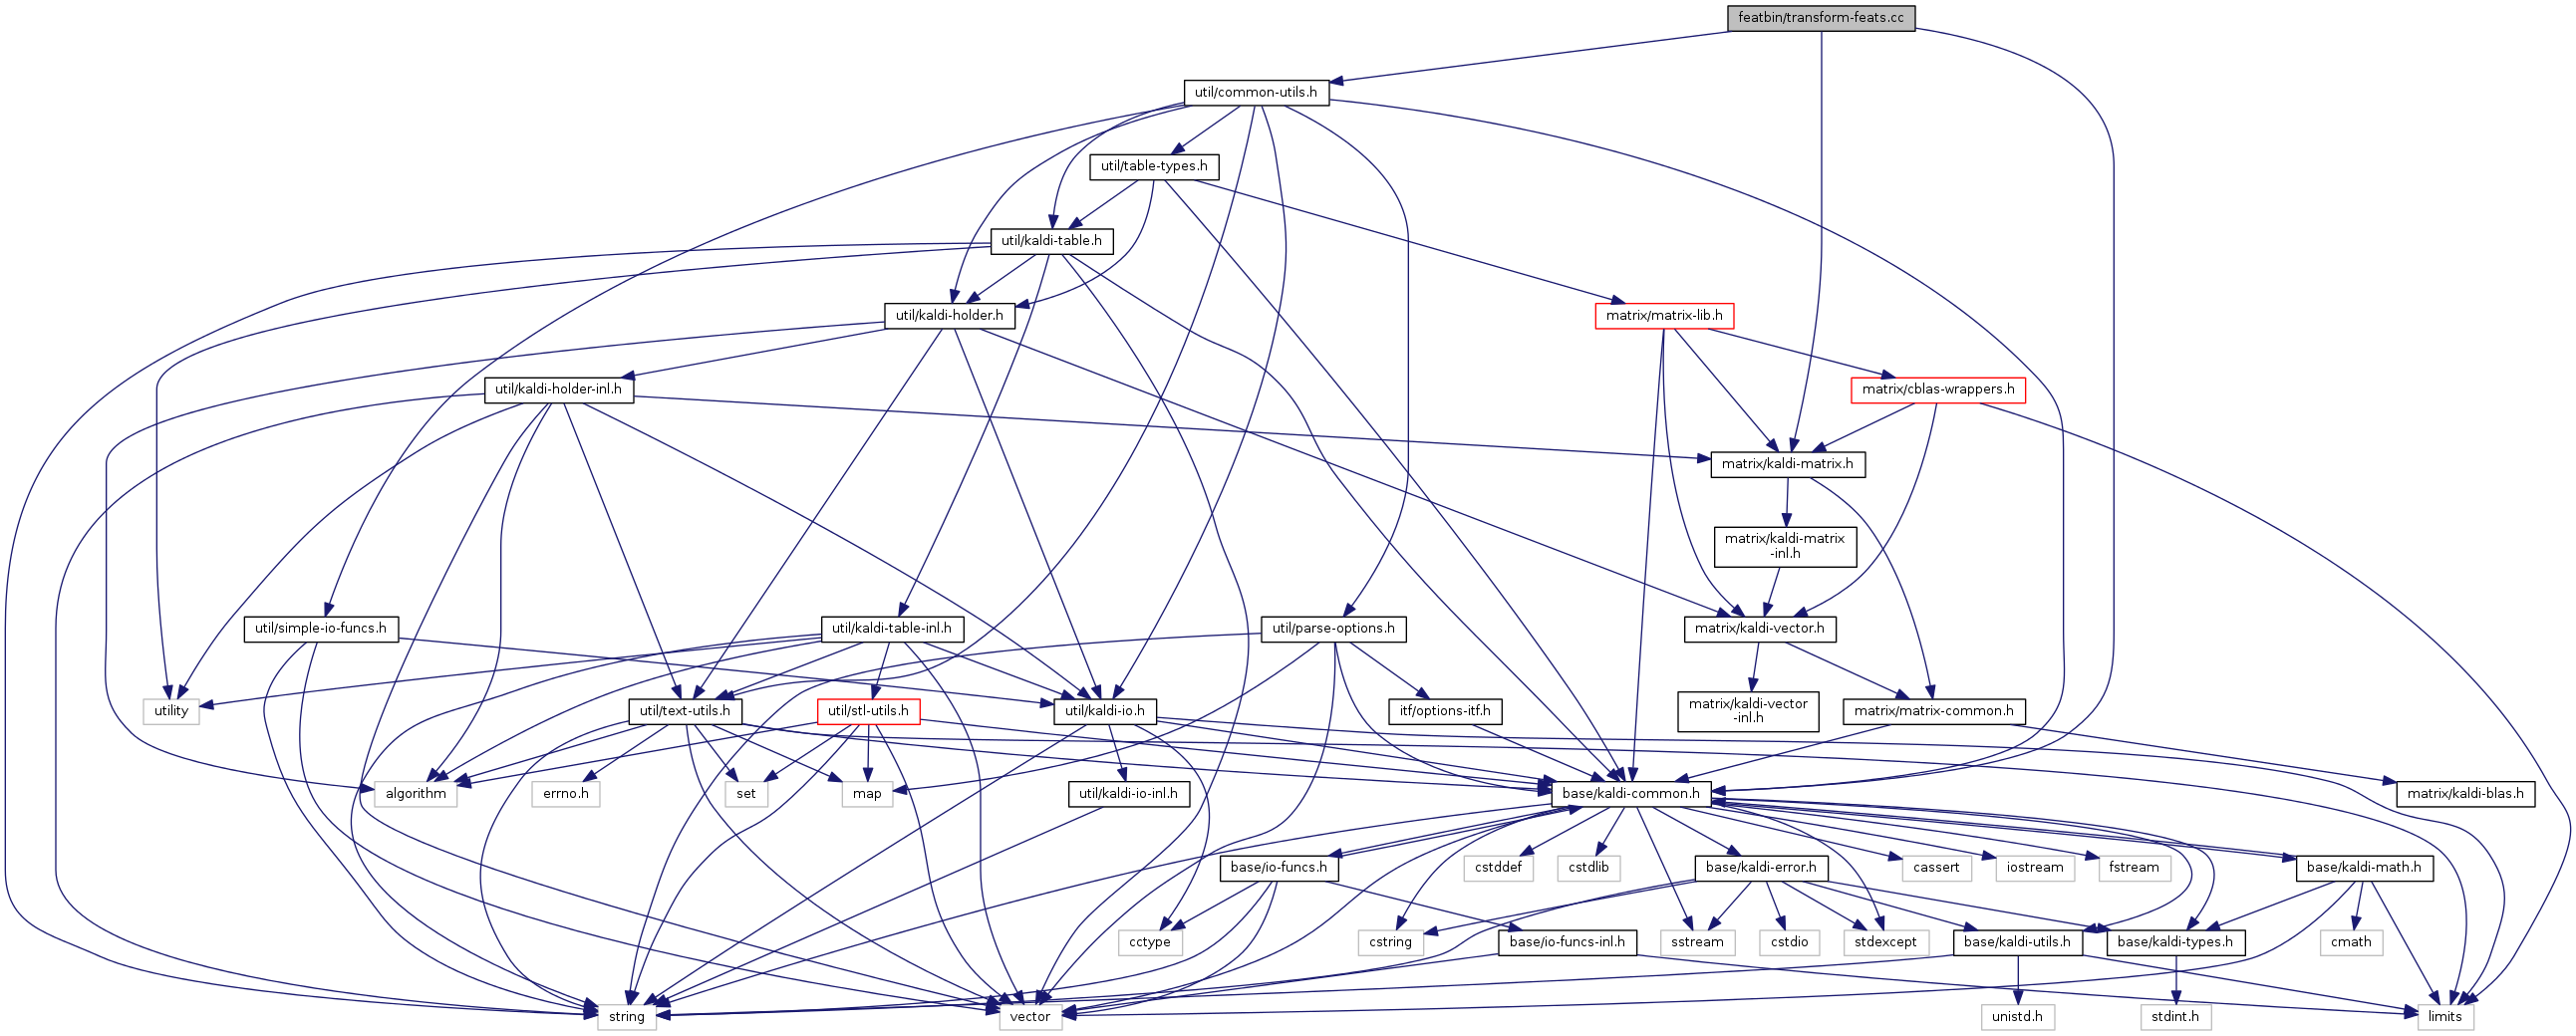 featbin/transform-feats.cc
util/common-utils.h
util/table-types.h
util/kaldi-table.h
util/kaldi-holder.h
matrix/matrix-lib.h
util/kaldi-holder-inl.h
matrix/cblas-wrappers.h
matrix/kaldi-matrix.h
matrix/kaldi-matrix
-inl.h
util/simple-io-funcs.h
util/kaldi-table-inl.h
util/parse-options.h
matrix/kaldi-vector.h
utility
util/text-utils.h
util/stl-utils.h
util/kaldi-io.h
itf/options-itf.h
matrix/kaldi-vector
-inl.h
matrix/matrix-common.h
algorithm
errno.h
set
map
util/kaldi-io-inl.h
base/kaldi-common.h
matrix/kaldi-blas.h
base/io-funcs.h
cstddef
cstdlib
base/kaldi-error.h
cassert
iostream
fstream
base/kaldi-math.h
cctype
cstring
base/io-funcs-inl.h
sstream
cstdio
stdexcept
base/kaldi-utils.h
base/kaldi-types.h
cmath
string
vector
unistd.h
stdint.h
limits